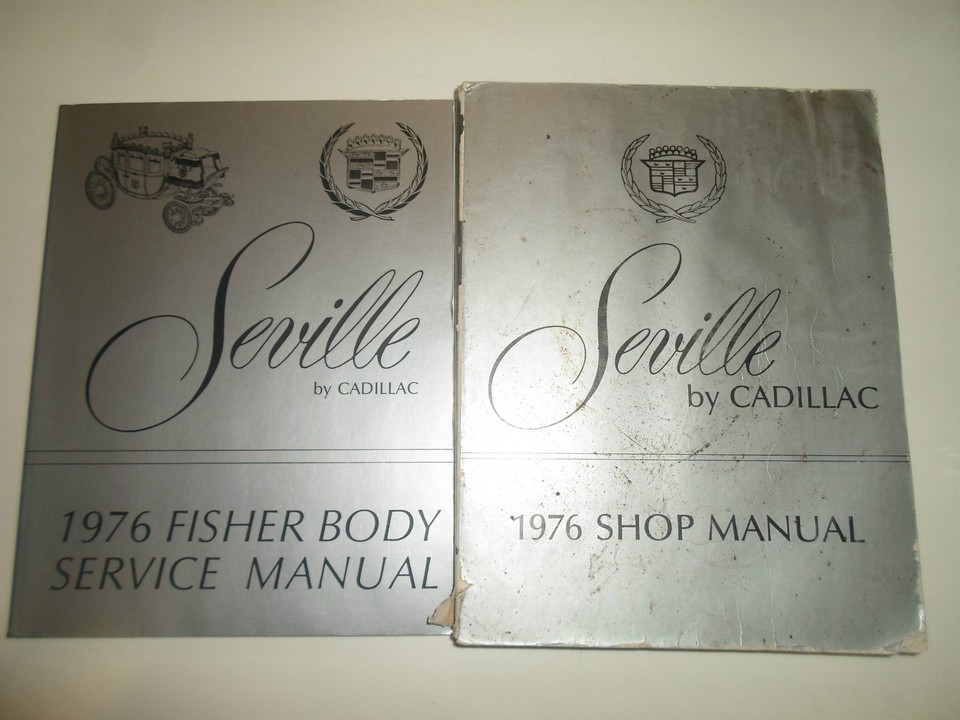 Seville
by CADILLAC
1976 FISHER BODY
SERVICE MANUAL
Seville
by CADILLAC
1976 SHOP MANUAL